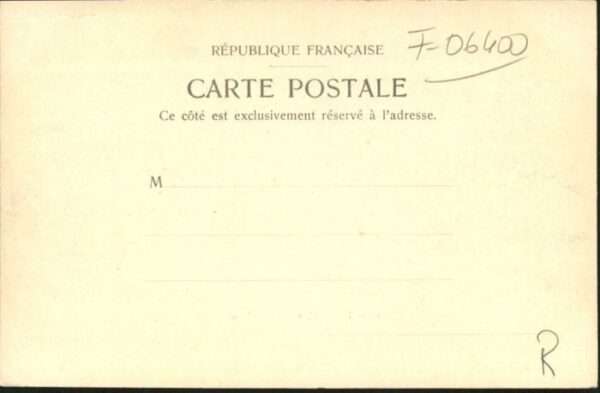 RÉPUBLIQUE FRANÇAISE
F-06400
CARTE POSTALE
Ce côté est exclusivement réservé à l'adresse.
M
R